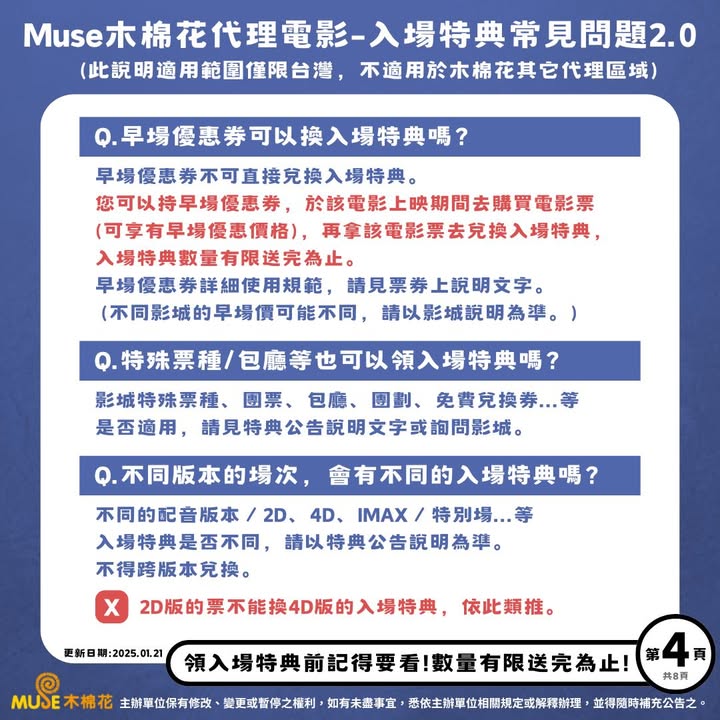 Muse木棉花代理電影-入場特典常見問題2.0
(此說明適用範圍僅限台灣，不適用於木棉花其它代理區域)
Q.早場優惠券可以換入場特典嗎？
早場優惠券不可直接兌換入場特典。
您可以持早場優惠券，於該電影上映期間去購買電影票
(可享有早場優惠價格)，再拿該電影票去兌換入場特典，
入場特典數量有限送完為止。
早場優惠券詳細使用規範，請見票券上說明文字。
(不同影城的早場價可能不同，請以影城說明為準。)
Q.特殊票種/包廳等也可以領入場特典嗎？
影城特殊票種、團票、包廳、團劃、免費兌換券...等
是否適用，請見特典公告說明文字或詢問影城。
Q.不同版本的場次，會有不同的入場特典嗎？
不同的配音版本 / 2D、4D、IMAX / 特別場...等
入場特典是否不同，請以特典公告說明為準。
不得跨版本兌換。
X 2D版的票不能換4D版的入場特典，依此類推。
更新日期:2025.01.21
領入場特典前記得要看!數量有限送完為止!
第4頁
共8頁
MUSE木棉花
主辦單位保有修改、變更或暫停之權利，如有未盡事宜，悉依主辦單位相關規定或解釋辦理，並得隨時補充公告之。